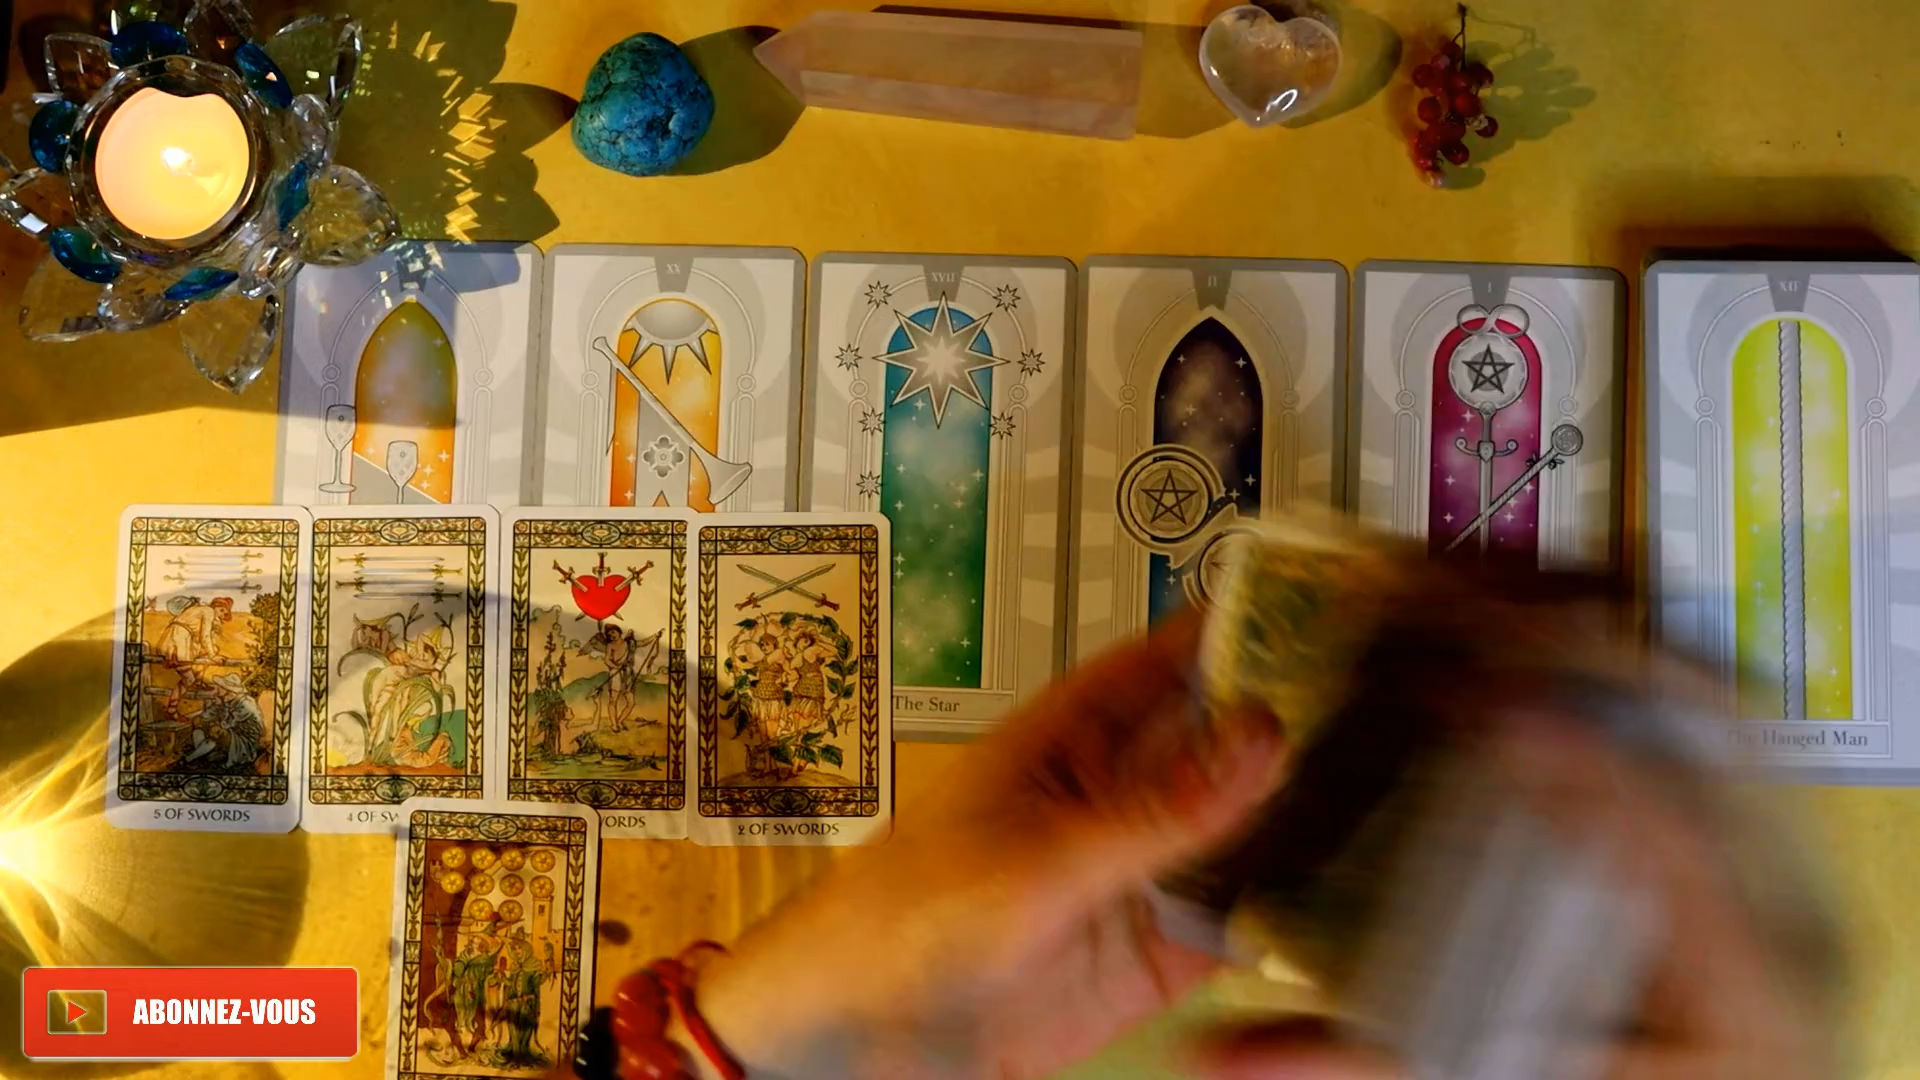 XX
XVII
II
I
XII
The Star
The Hanged Man
5 OF SWORDS
4 OF SW
ORDS
2 OF SWORDS
ABONNEZ-VOUS